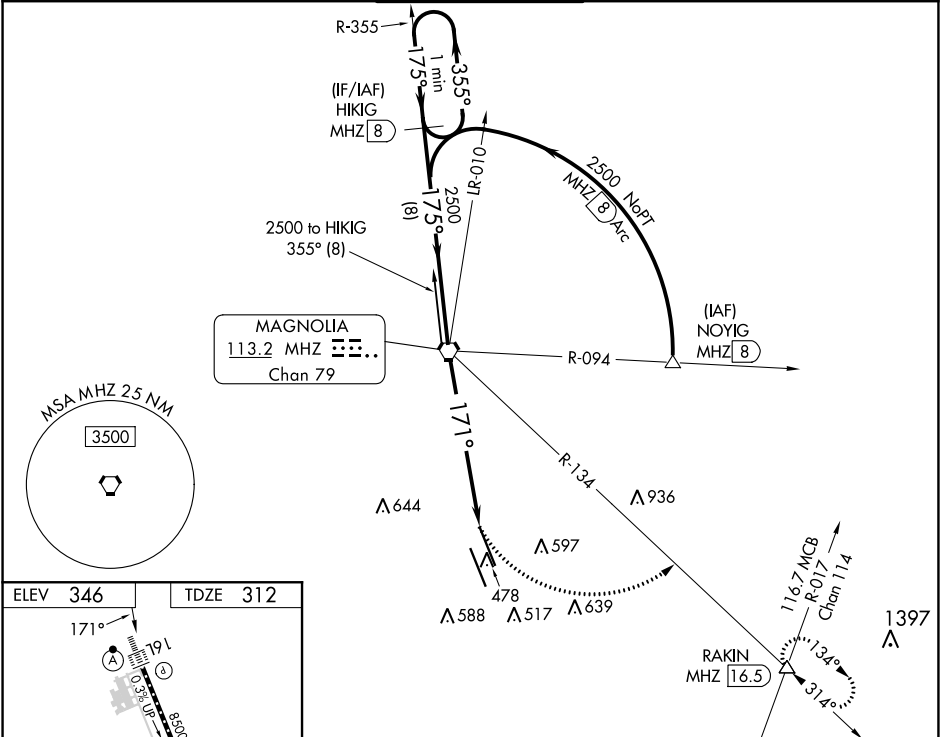 R-355
175°
1 min
355°
(IF/IAF)
HIKIG
MHZ 8
LR-010
2500 NoPT
MHZ 8 Arc
2500
175°
(8)
2500 to HIKIG
355° (8)
MAGNOLIA
113.2 MHZ
Chan 79
(IAF)
NOYIG
MHZ 8
R-094
MSA MHZ 25 NM
3500
171°
R-134
644
936
597
478
588
517
639
116.7 MCB
R-017
Chan 114
1397
RAKIN
MHZ 16.5
134°
314°
ELEV 346
TDZE 312
171°
16L
A
P
0.3% UP
8500